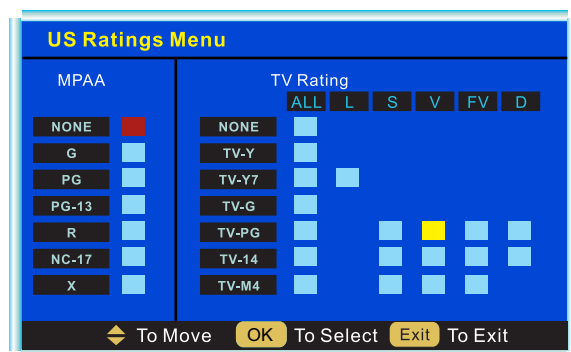 US Ratings Menu
MPAA
TV Rating
ALL L S V FV D
NONE NONE
G TV-Y
PG TV-Y7
PG-13 TV-G
R TV-PG
NC-17 TV-14
X TV-M4
To Move OK To Select Exit To Exit